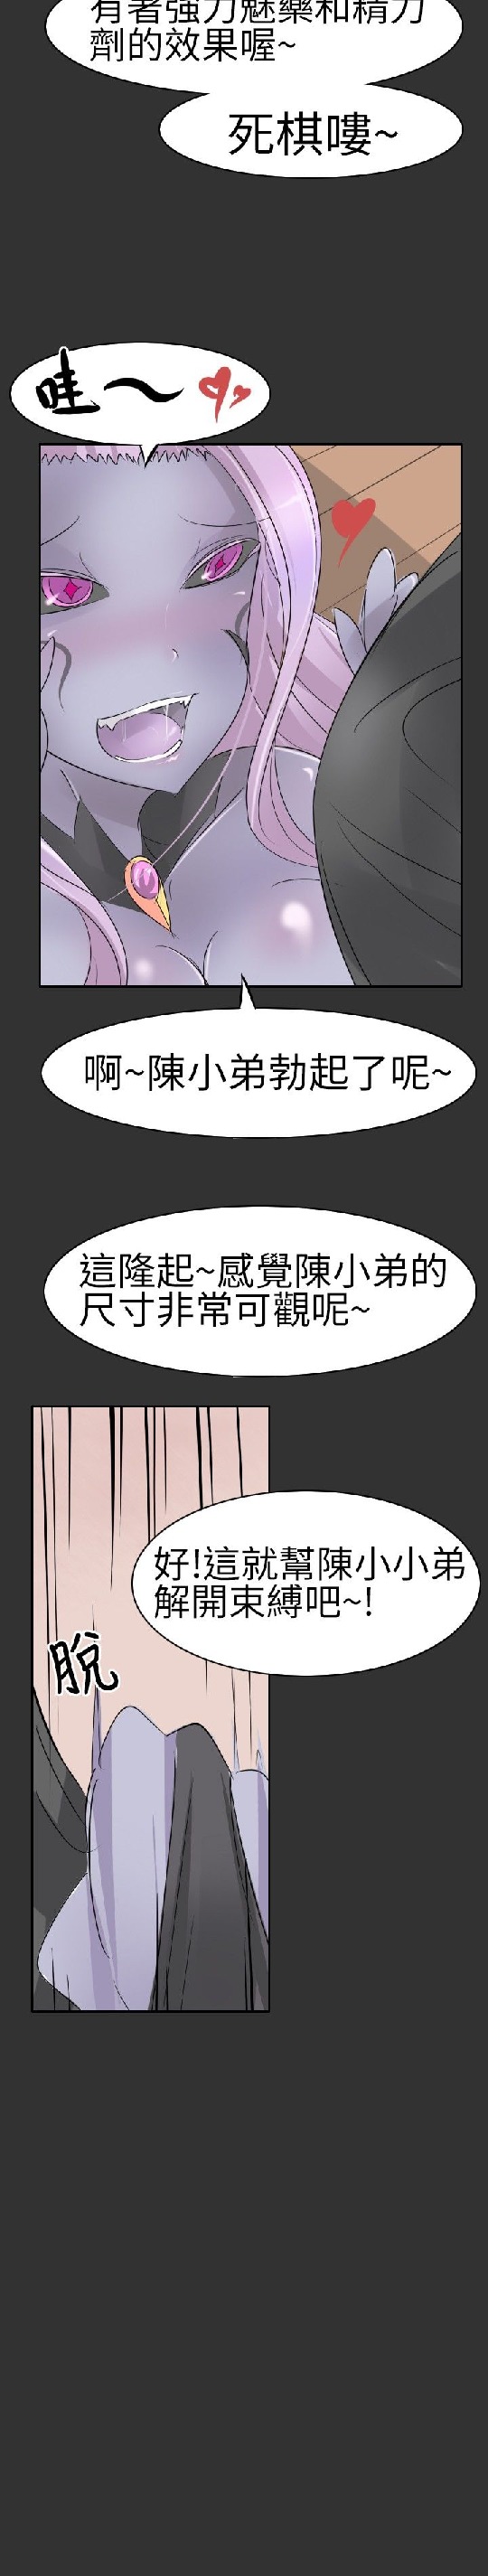 有著強力魅藥和精力
劑的效果喔~
死棋嘍~
哇～
啊~陳小弟勃起了呢~
這隆起~感覺陳小弟的
尺寸非常可觀呢~
好!這就幫陳小小弟
解開束縛吧~!
脫